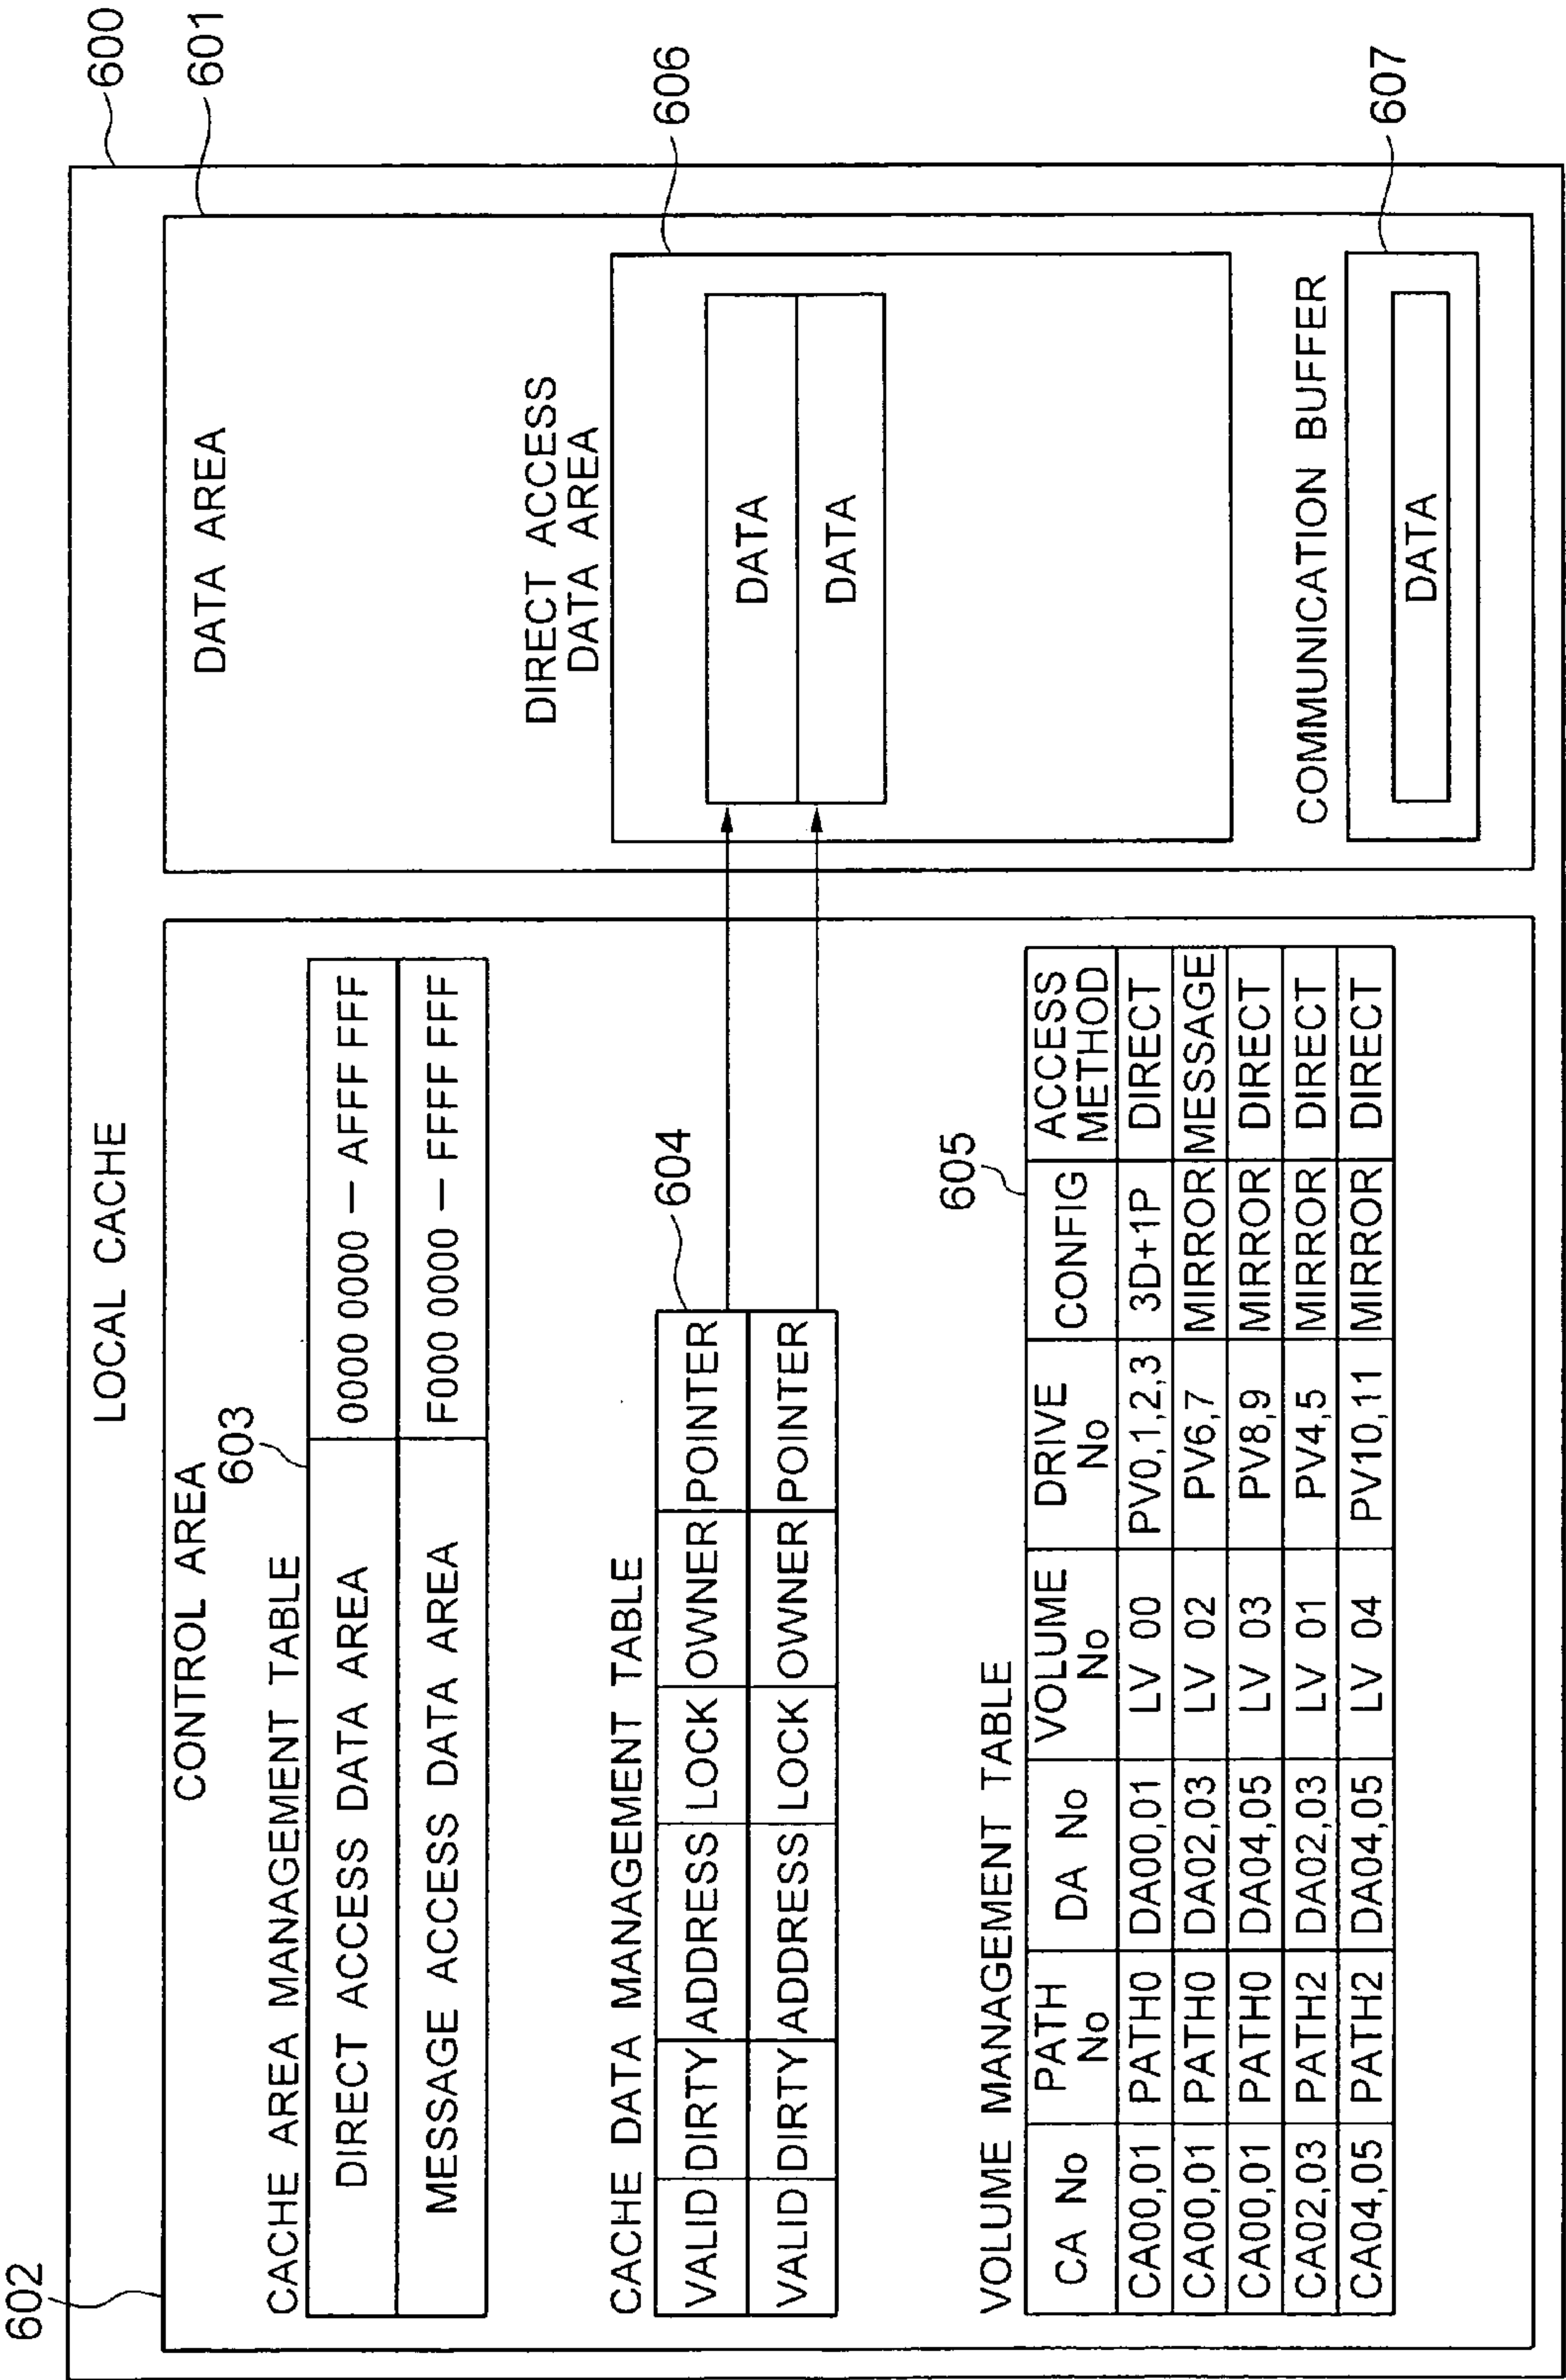 600
LOCAL CACHE
602
601
CONTROL AREA
CACHE AREA MANAGEMENT TABLE
603
DIRECT ACCESS DATA AREA 0000 0000 — AFFF FFF
MESSAGE ACCESS DATA AREA F000 0000 — FFFF FFF
CACHE DATA MANAGEMENT TABLE
604
VALID DIRTY ADDRESS LOCK OWNER POINTER
VALID DIRTY ADDRESS LOCK OWNER POINTER
VOLUME MANAGEMENT TABLE
605
CA No PATH No DA No VOLUME No DRIVE No CONFIG ACCESS METHOD
CA00,01 PATH0 DA00,01 LV 00 PV0,1,2,3 3D+1P DIRECT
CA00,01 PATH0 DA02,03 LV 02 PV6,7 MIRROR MESSAGE
CA00,01 PATH0 DA04,05 LV 03 PV8,9 MIRROR DIRECT
CA02,03 PATH2 DA02,03 LV 01 PV4,5 MIRROR DIRECT
CA04,05 PATH2 DA04,05 LV 04 PV10,11 MIRROR DIRECT
DATA AREA
DIRECT ACCESS
DATA AREA
606
DATA
DATA
COMMUNICATION BUFFER
607
DATA